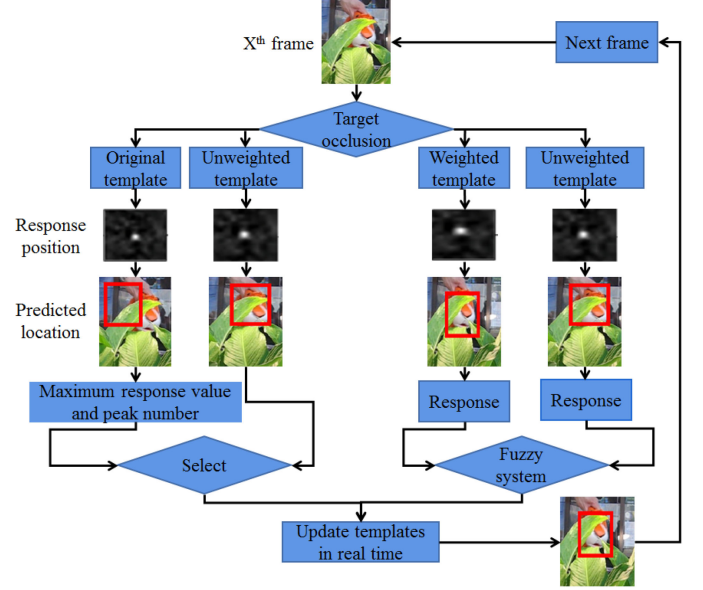 Xth frame
Next frame
Target
occlusion
Original
template
Unweighted
template
Weighted
template
Unweighted
template
Response
position
Predicted
location
Maximum response value
and peak number
Response
Response
Select
Fuzzy
system
Update templates
in real time